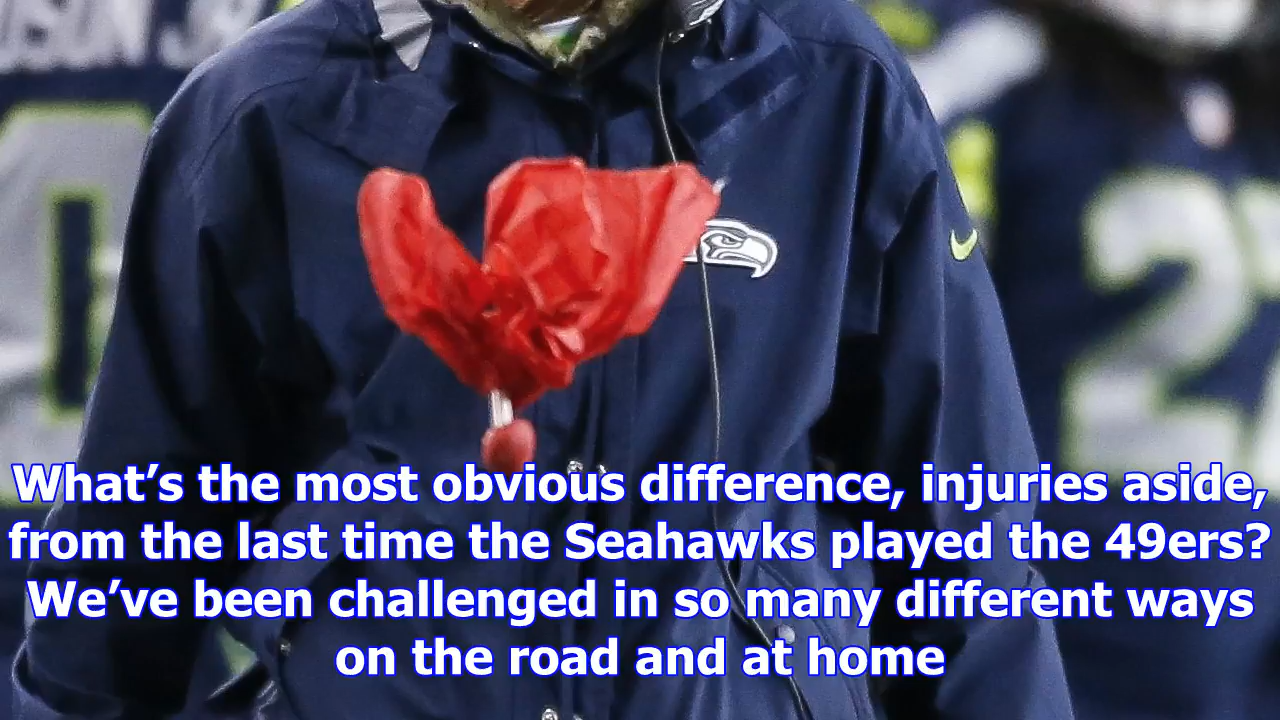 What’s the most obvious difference, injuries aside,
from the last time the Seahawks played the 49ers?
We’ve been challenged in so many different ways
on the road and at home
2